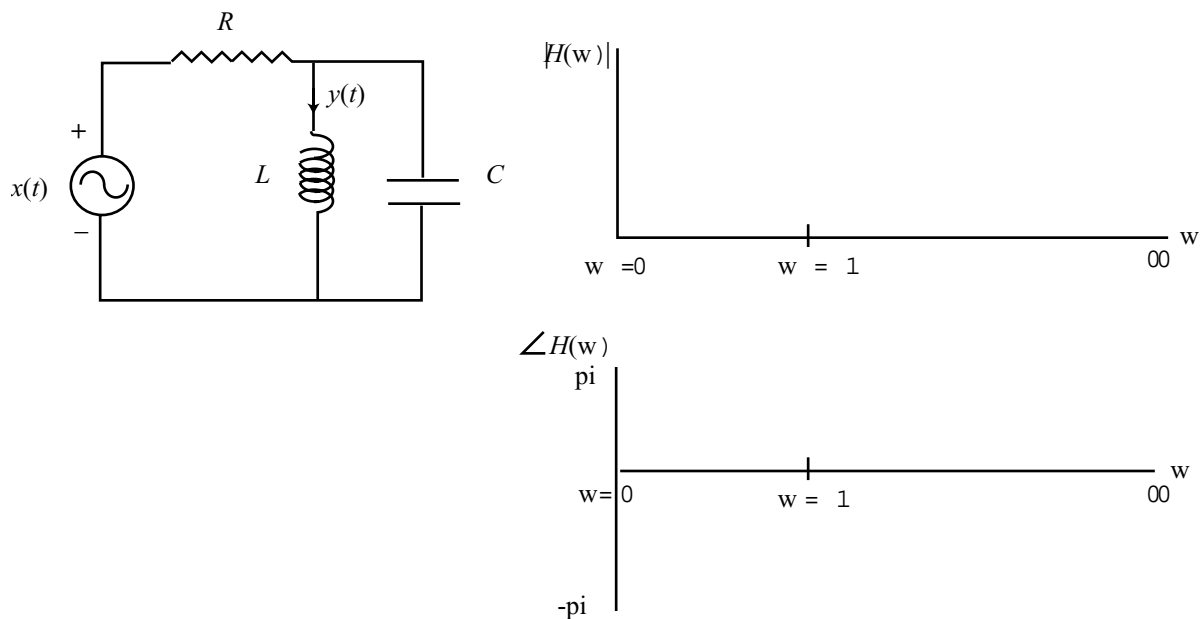 R
y(t)
+
L
C
x(t)
−
|H(w)|
w
w =0
w = 1
00
∠H(w)
pi
w
w= 0
w = 1
00
-pi